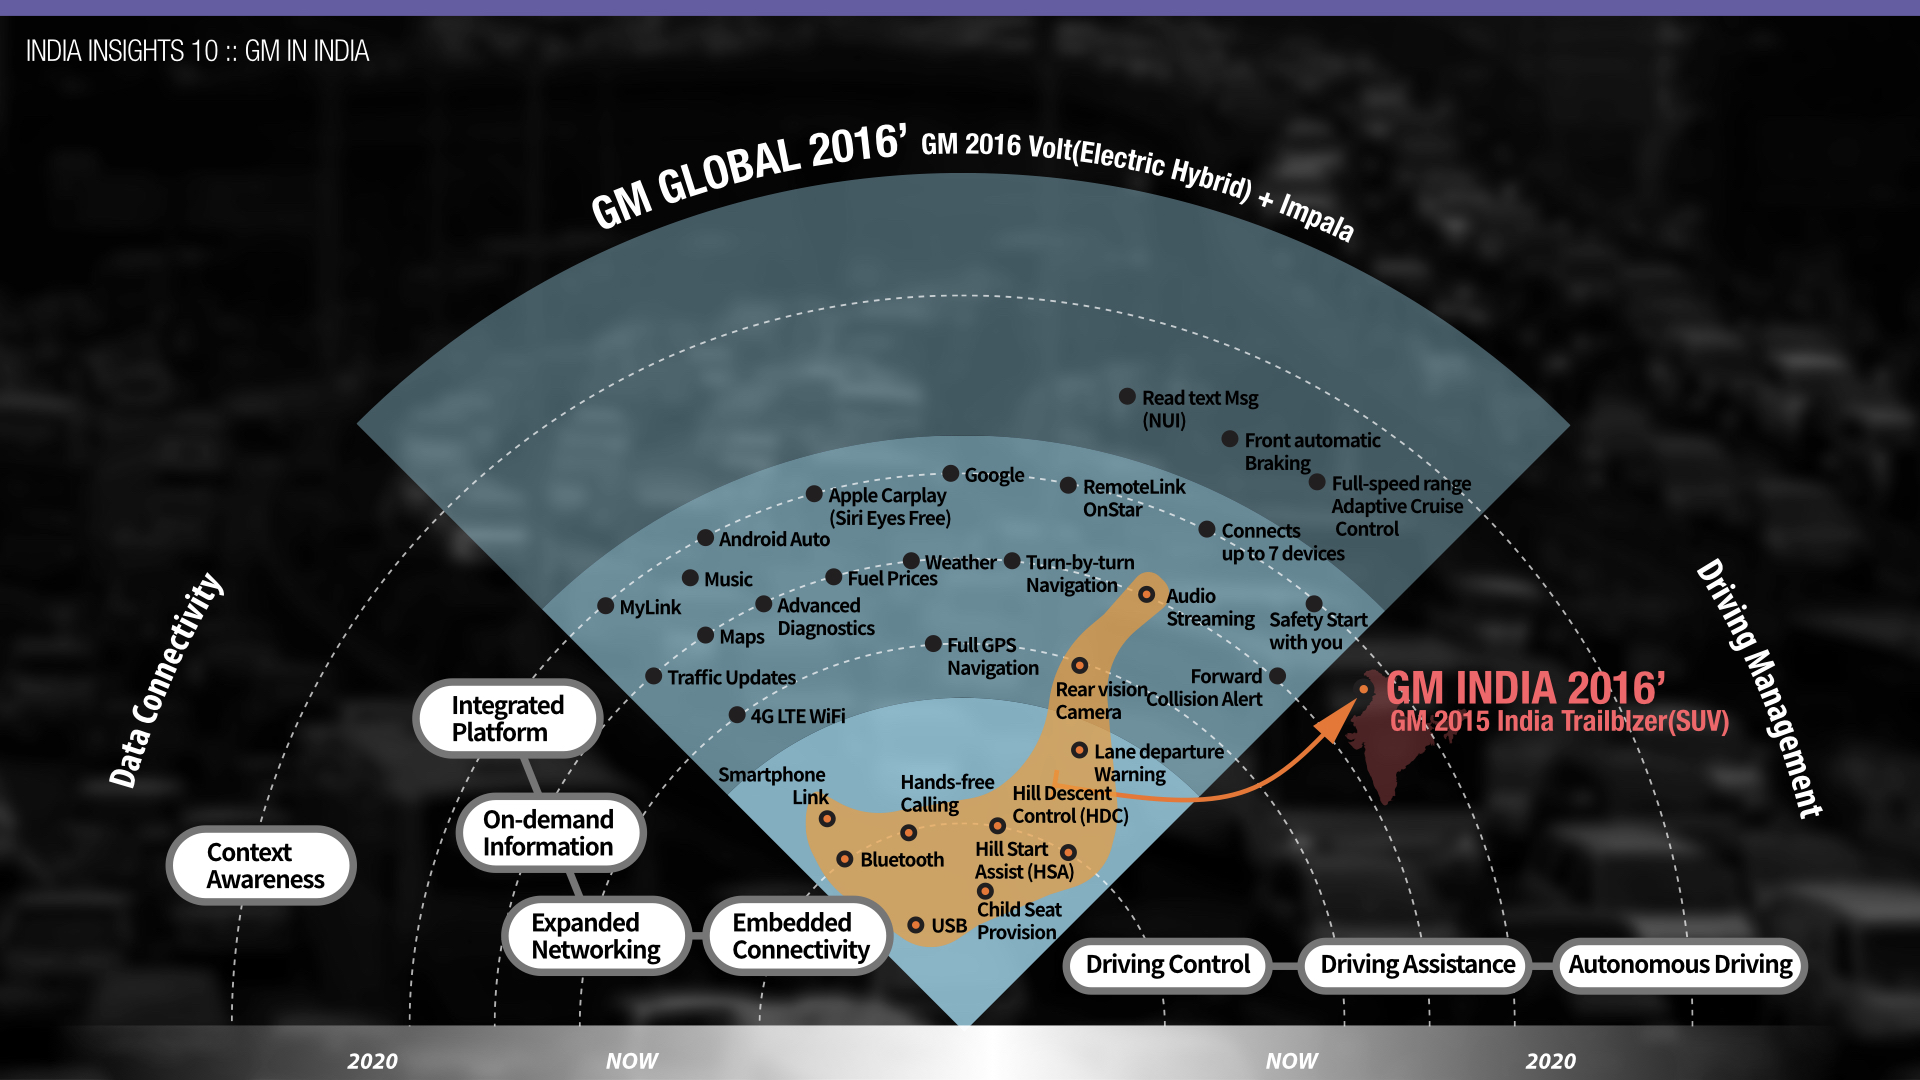 INDIA INSIGHTS 10 :: GM IN INDIA
GM GLOBAL 2016’ GM 2016 Volt(Electric Hybrid) + Impala
Read text Msg
(NUI)
Front automatic
Braking
Full-speed range
Adaptive Cruise
Control
Google
RemoteLink
OnStar
Apple Carplay
(Siri Eyes Free)
Connects
up to 7 devices
Android Auto
Weather
Turn-by-turn
Navigation
Music
Fuel Prices
MyLink
Advanced
Diagnostics
Audio
Streaming
Safety Start
with you
Maps
Full GPS
Navigation
Traffic Updates
Rear vision
Camera
Forward
Collision Alert
4G LTE WiFi
GM INDIA 2016’
GM 2015 India Trailblzer(SUV)
Data Connectivity
Driving Management
Integrated
Platform
Lane departure
Warning
Smartphone
Link
Hands-free
Calling
Hill Descent
Control (HDC)
On-demand
Information
Bluetooth
Hill Start
Assist (HSA)
Context
Awareness
Child Seat
Provision
USB
Expanded
Networking
Embedded
Connectivity
Driving Control
Driving Assistance
Autonomous Driving
2020
NOW
NOW
2020